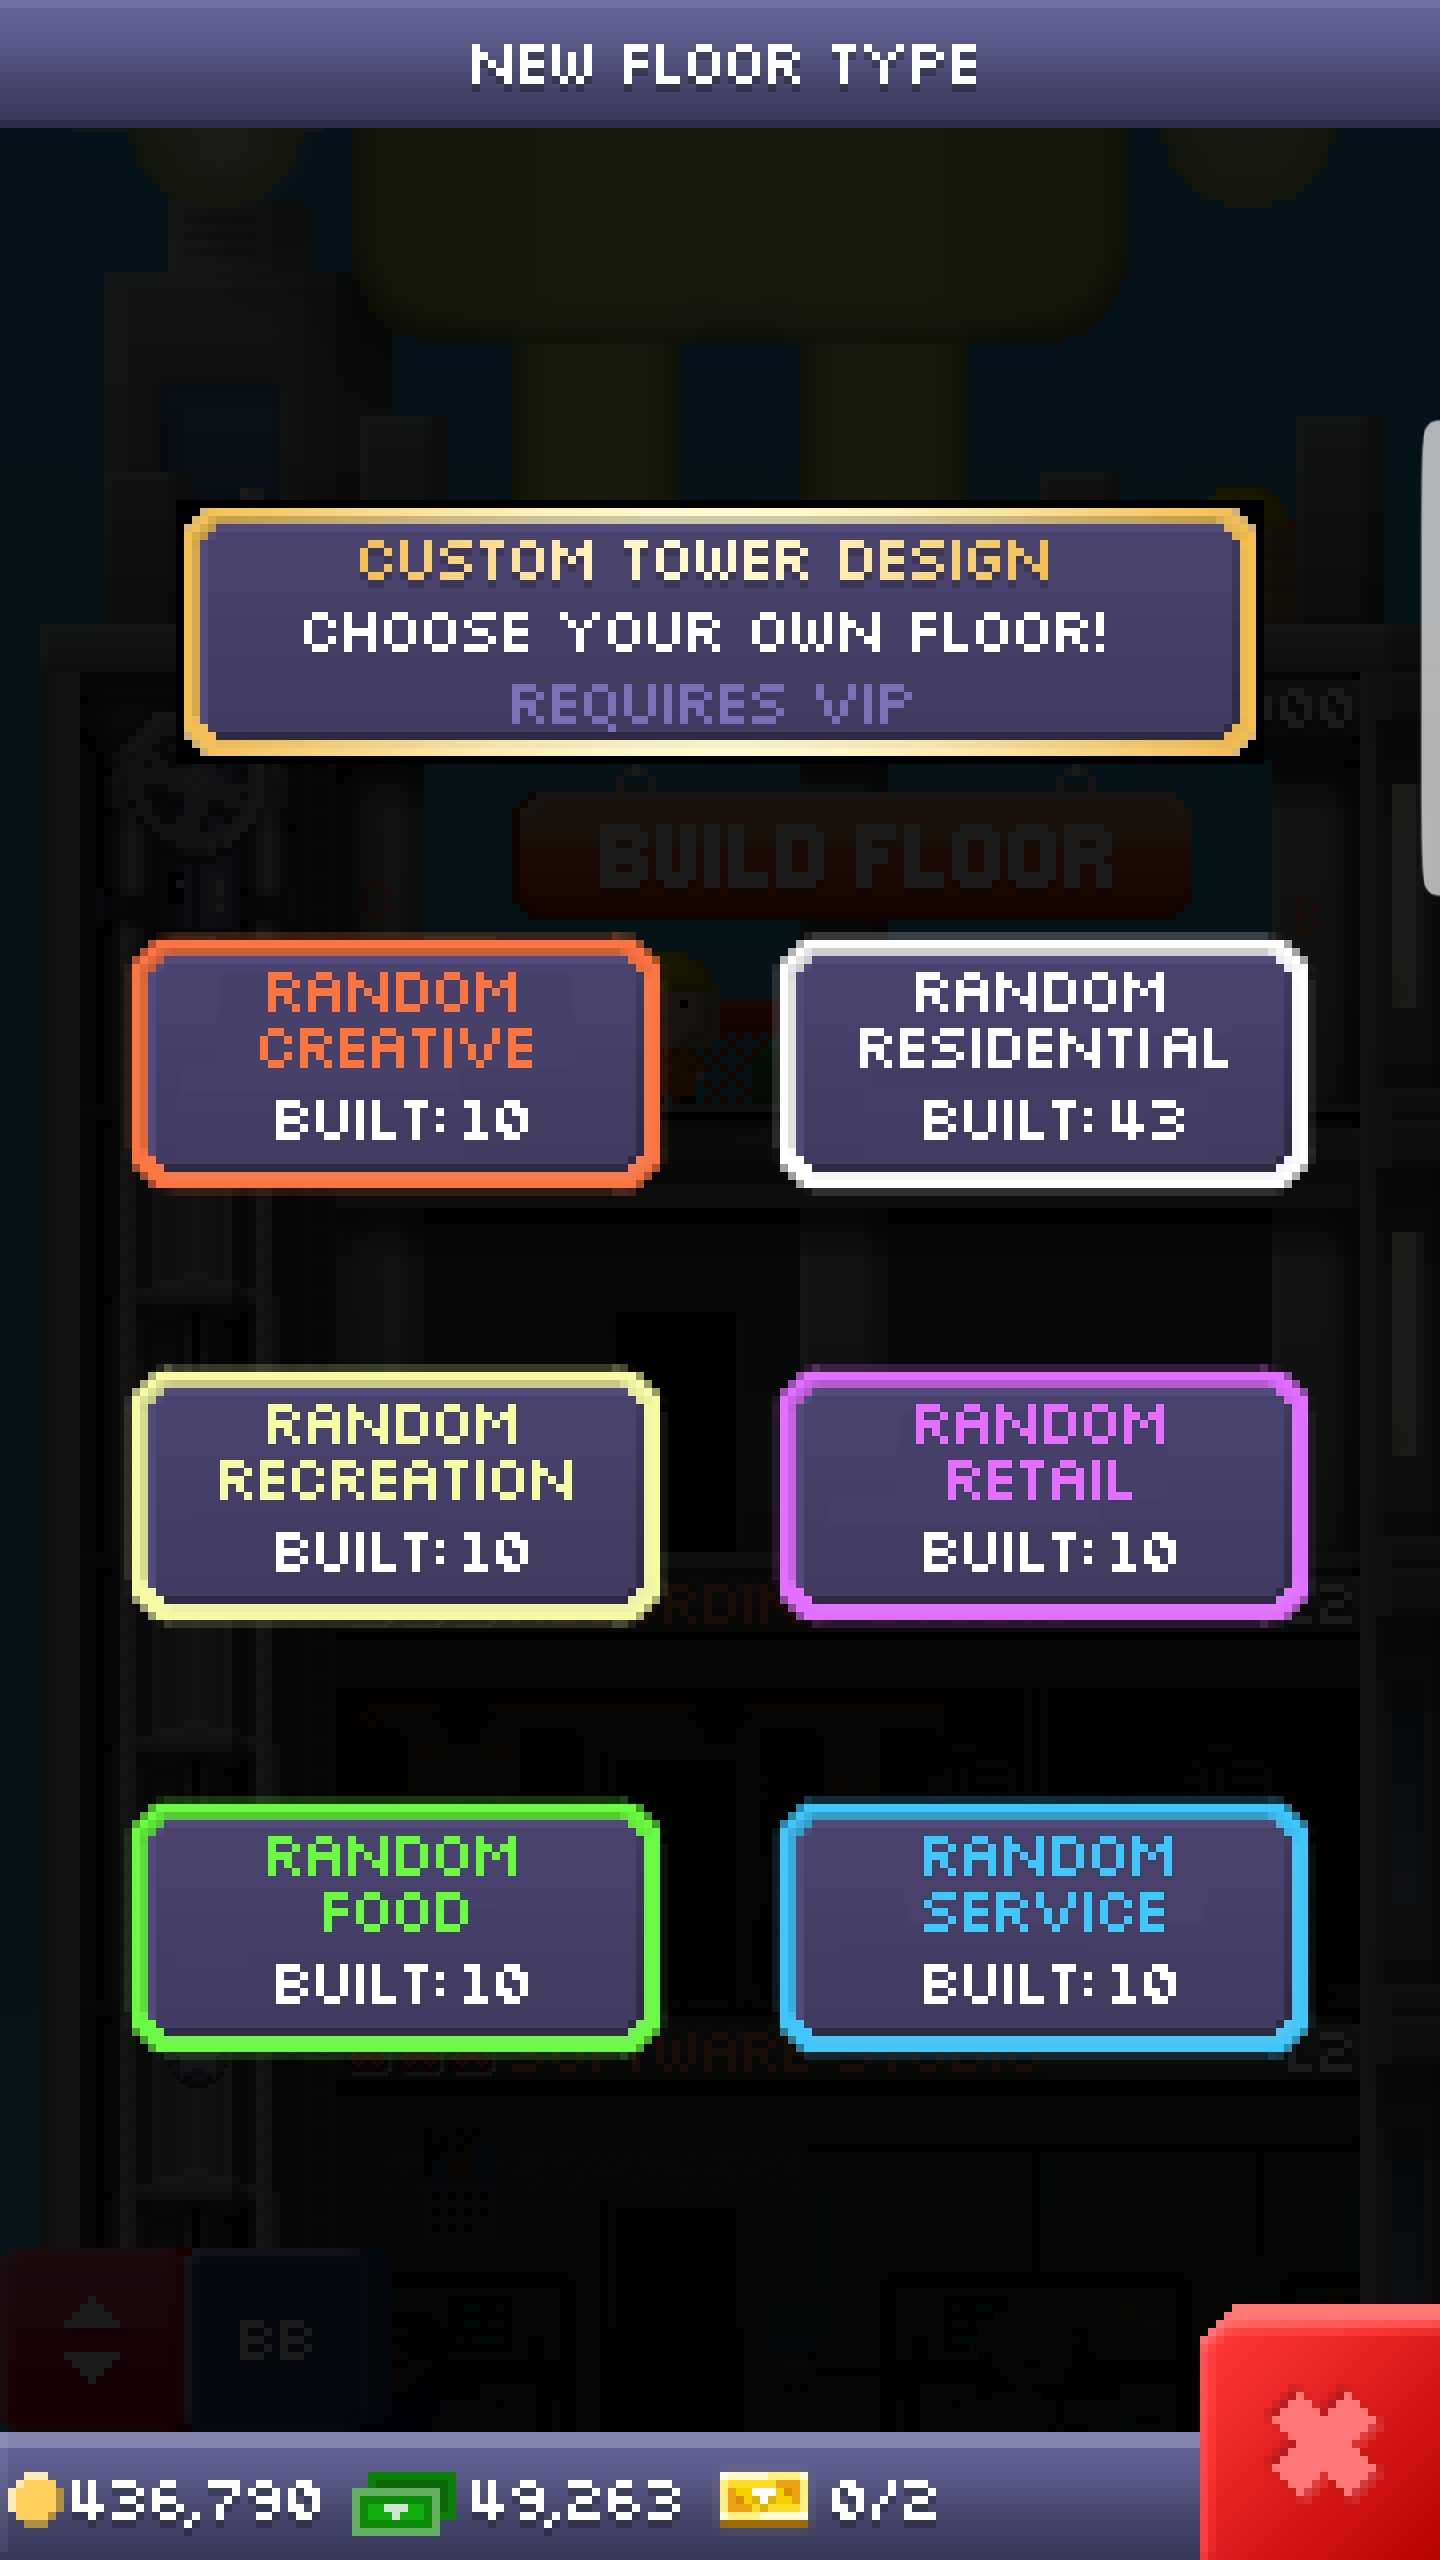 NEW FLOOR TYPE
CUSTOM TOWER DESIGN
CHOOSE YOUR OWN FLOOR!
REQUIRES VIP
BUILD FLOOR
RANDOM
CREATIVE
BUILT: 10
RANDOM
RESIDENTIAL
BUILT: 43
RANDOM
RECREATION
BUILT: 10
RANDOM
RETAIL
BUILT: 10
RANDOM
FOOD
BUILT: 10
RANDOM
SERVICE
BUILT: 10
BB
436,790 49,263 0/2